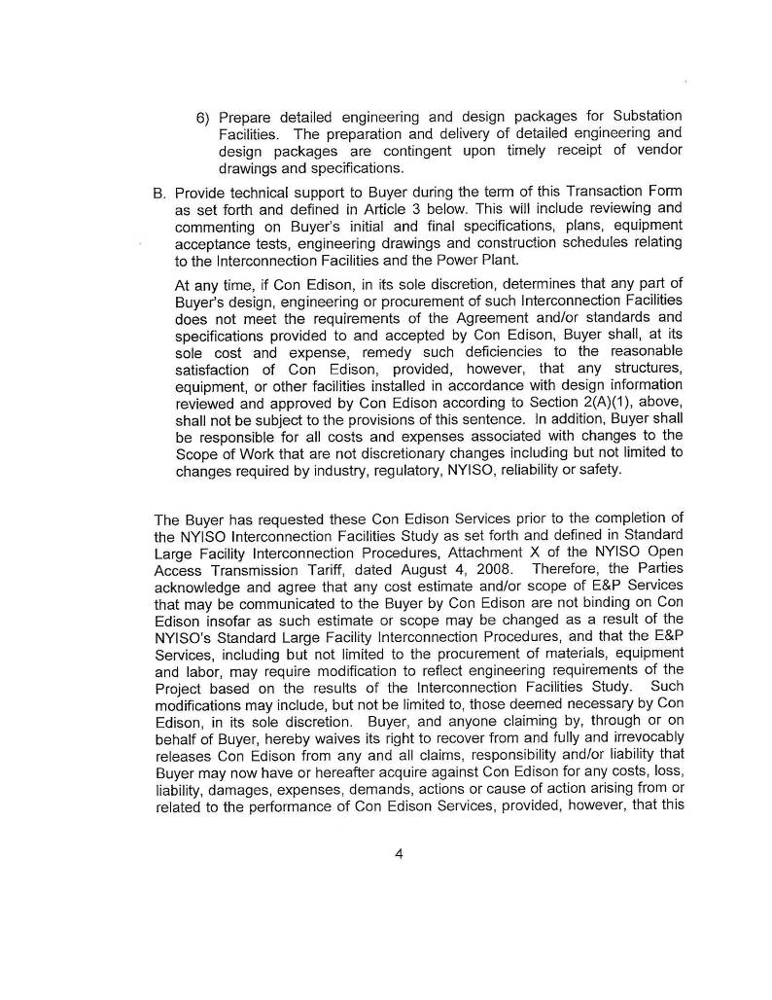 6) Prepare detailed engineering and design packages for Substation
Facilities. The preparation and delivery of detailed engineering and
design packages are contingent upon timely receipt of vendor
drawings and specifications.
B. Provide technical support to Buyer during the term of this Transaction Form
as set forth and defined in Article 3 below. This will include reviewing and
commenting on Buyer's initial and final specifications, plans, equipment
acceptance tests, engineering drawings and construction schedules relating
to the Interconnection Facilities and the Power Plant.
At any time, if Con Edison, in its sole discretion, determines that any part of
Buyer's design, engineering or procurement of such Interconnection Facilities
does not meet the requirements of the Agreement and/or standards and
specifications provided to and accepted by Con Edison, Buyer shall, at its
sole cost and expense, remedy such deficiencies to the reasonable
satisfaction of Con Edison, provided, however, that any structures,
equipment, or other facilities installed in accordance with design information
reviewed and approved by Con Edison according to Section 2(A)(1), above,
shall not be subject to the provisions of this sentence. In addition, Buyer shall
be responsible for all costs and expenses associated with changes to the
Scope of Work that are not discretionary changes including but not limited to
changes required by industry, regulatory, NYISO, reliability or safety.
The Buyer has requested these Con Edison Services prior to the completion of
the NYISO Interconnection Facilities Study as set forth and defined in Standard
Large Facility Interconnection Procedures, Attachment X of the NYISO Open
Access Transmission Tariff, dated August 4, 2008. Therefore, the Parties
acknowledge and agree that any cost estimate and/or scope of E&P Services
that may be communicated to the Buyer by Con Edison are not binding on Con
Edison insofar as such estimate or scope may be changed as a result of the
NYISO's Standard Large Facility Interconnection Procedures, and that the E&P
Services, including but not limited to the procurement of materials, equipment
and labor, may require modification to reflect engineering requirements of the
Project based on the results of the Interconnection Facilities Study. Such
modifications may include, but not be limited to, those deemed necessary by Con
Edison, in its sole discretion. Buyer, and anyone claiming by, through or on
behalf of Buyer, hereby waives its right to recover from and fully and irrevocably
releases Con Edison from any and all claims, responsibility and/or liability that
Buyer may now have or hereafter acquire against Con Edison for any costs, loss,
liability, damages, expenses, demands, actions or cause of action arising from or
related to the performance of Con Edison Services, provided, however, that this
4